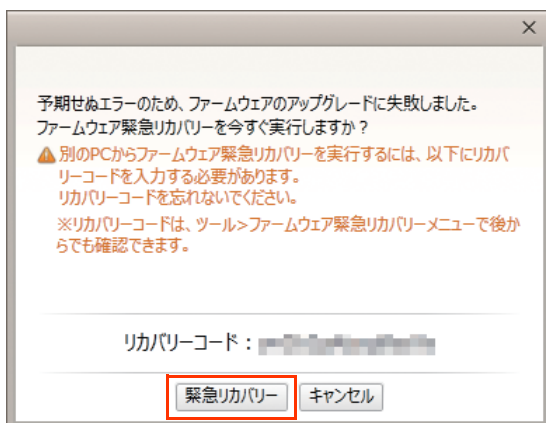 予期せぬエラーのため、ファームウェアのアップグレードに失敗しました。
ファームウェア緊急リカバリーを今すぐ実行しますか？
別のPCからファームウェア緊急リカバリーを実行するには、以下にリカバ
リーコードを入力する必要があります。
リカバリーコードを忘れないでください。
※リカバリーコードは、ツール>ファームウェア緊急リカバリーメニューで後か
らでも確認できます。
リカバリーコード：
緊急リカバリー キャンセル